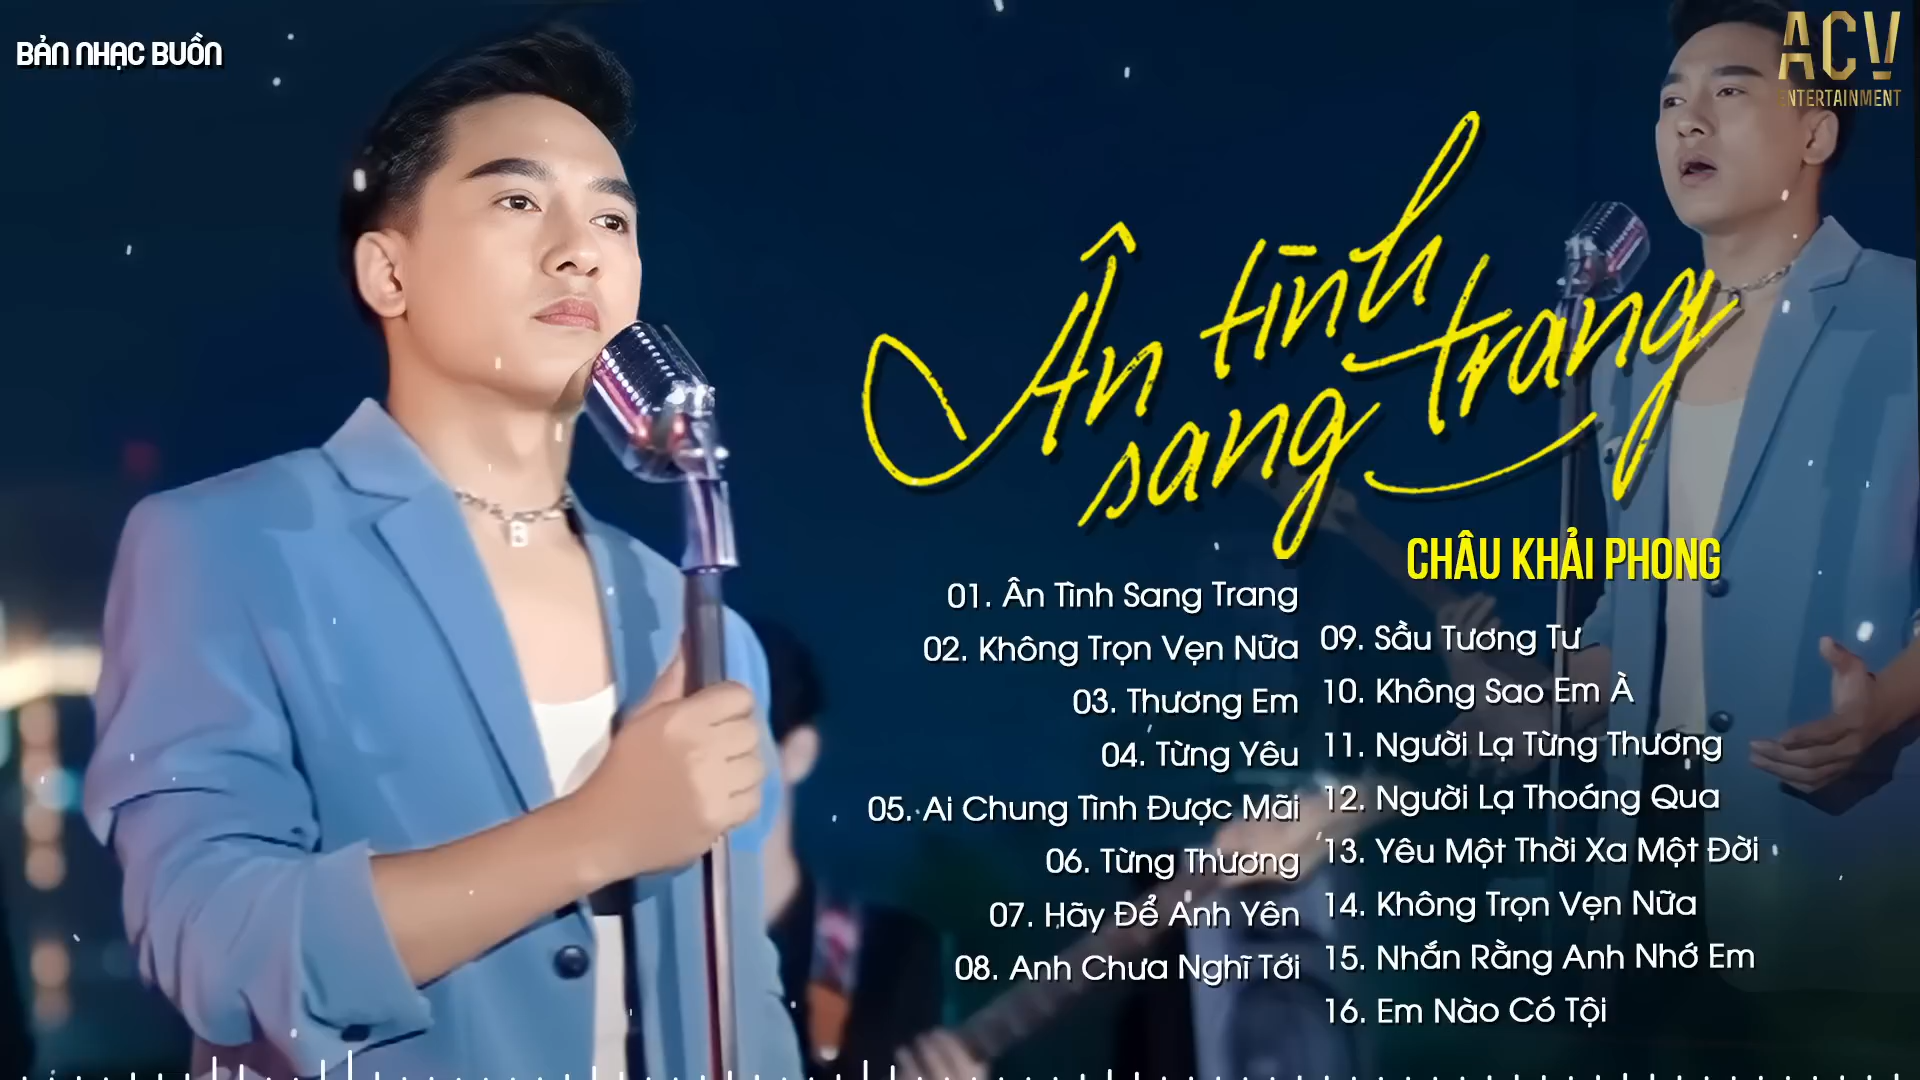 BẢN NHẠC BUỒN
ACV
ENTERTAINMENT
Ân tình
sang trang
CHÂU KHẢI PHONG
01. Ân Tình Sang Trang
02. Không Trọn Vẹn Nữa
03. Thương Em
04. Từng Yêu
05. Ai Chung Tình Được Mãi
06. Từng Thương
07. Hãy Để Anh Yên
08. Anh Chưa Nghĩ Tới
09. Sầu Tương Tư
10. Không Sao Em À
11. Người Lạ Từng Thương
12. Người Lạ Thoáng Qua
13. Yêu Một Thời Xa Một Đời
14. Không Trọn Vẹn Nữa
15. Nhắn Rằng Anh Nhớ Em
16. Em Nào Có Tội
B